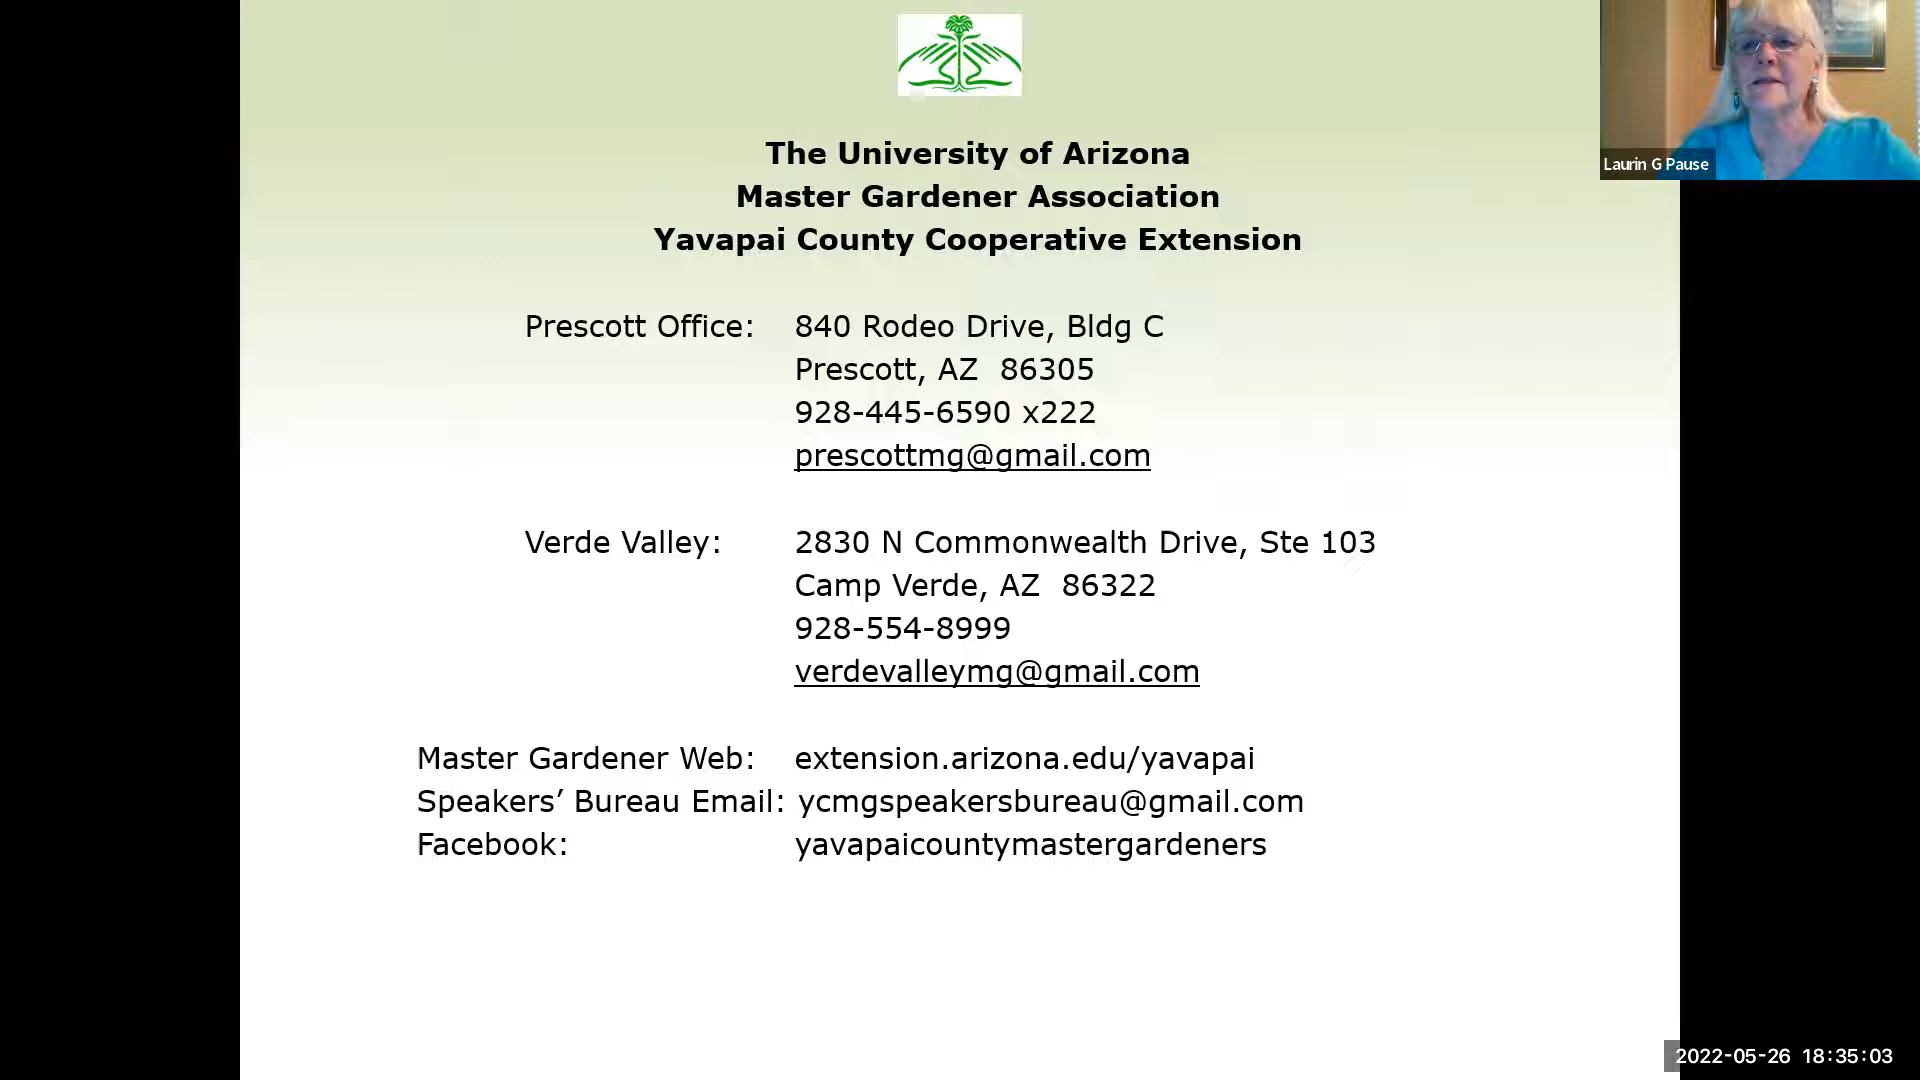 The University of Arizona
Master Gardener Association
Yavapai County Cooperative Extension
Prescott Office: 840 Rodeo Drive, Bldg C
Prescott, AZ 86305
928-445-6590 x222
prescottmg@gmail.com
Verde Valley: 2830 N Commonwealth Drive, Ste 103
Camp Verde, AZ 86322
928-554-8999
verdevalleymg@gmail.com
Master Gardener Web: extension.arizona.edu/yavapai
Speakers’ Bureau Email: ycmgspeakersbureau@gmail.com
Facebook: yavapaicountymastergardeners
Laurin G Pause
2022-05-26 18:35:03